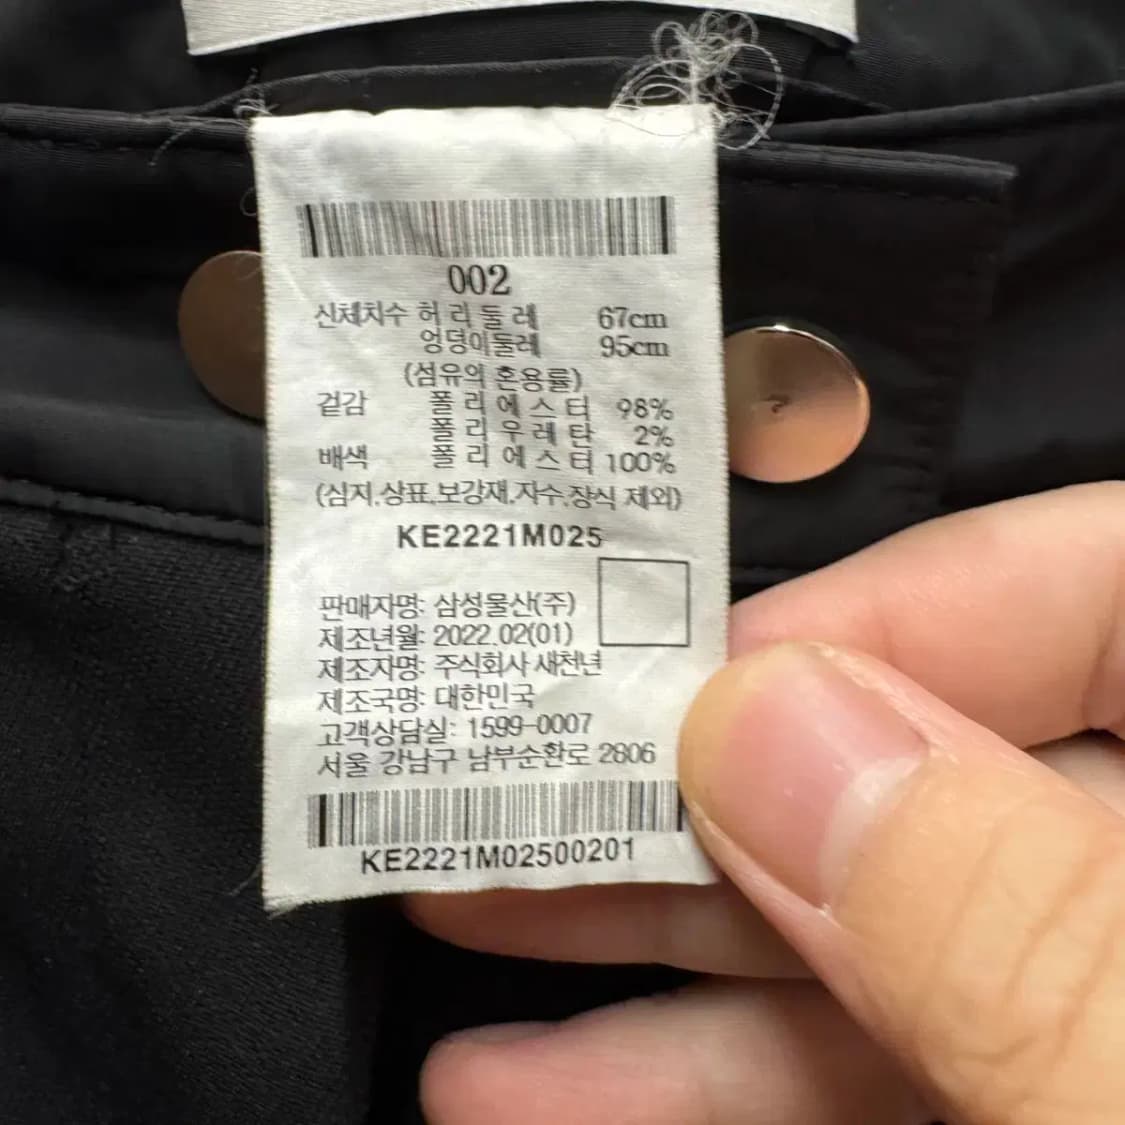 002
신체치수 허리둘레 67cm
엉덩이둘레 95cm
(섬유의 혼용률)
겉감 폴리에스터 98%
폴리우레탄 2%
배색 폴리에스터 100%
(심지,상표,보강재,자수,장식 제외)
KE2221M025
판매자명: 삼성물산(주)
제조년월: 2022.02(01)
제조자명: 주식회사 새천년
제조국명: 대한민국
고객상담실: 1599-0007
서울 강남구 남부순환로 2806
KE2221M02500201